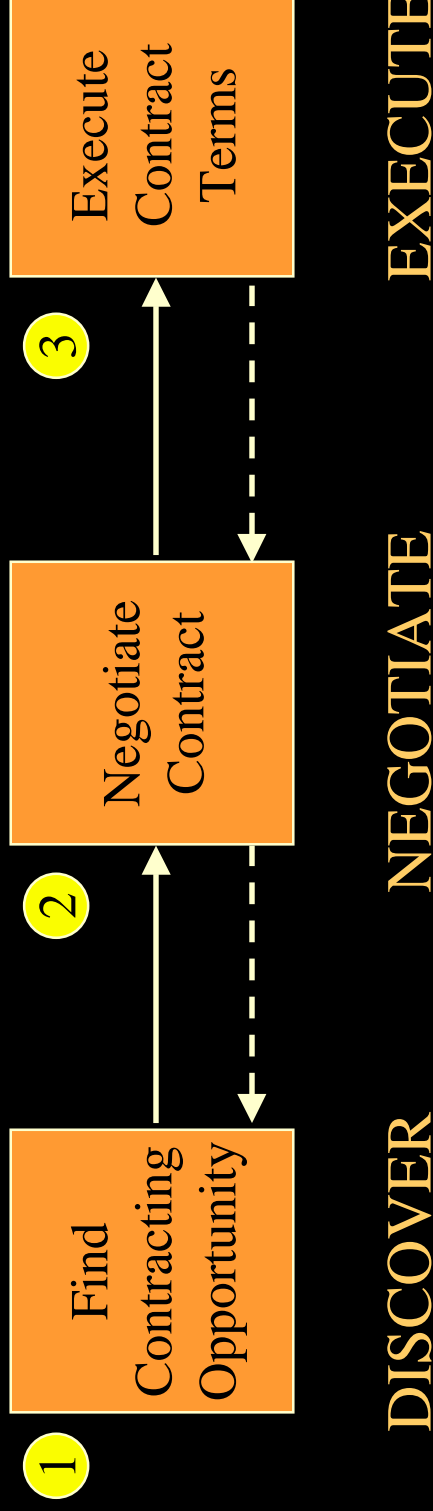 1
Find
Contracting
Opportunity
2
Negotiate
Contract
3
Execute
Contract
Terms
DISCOVER
NEGOTIATE
EXECUTE